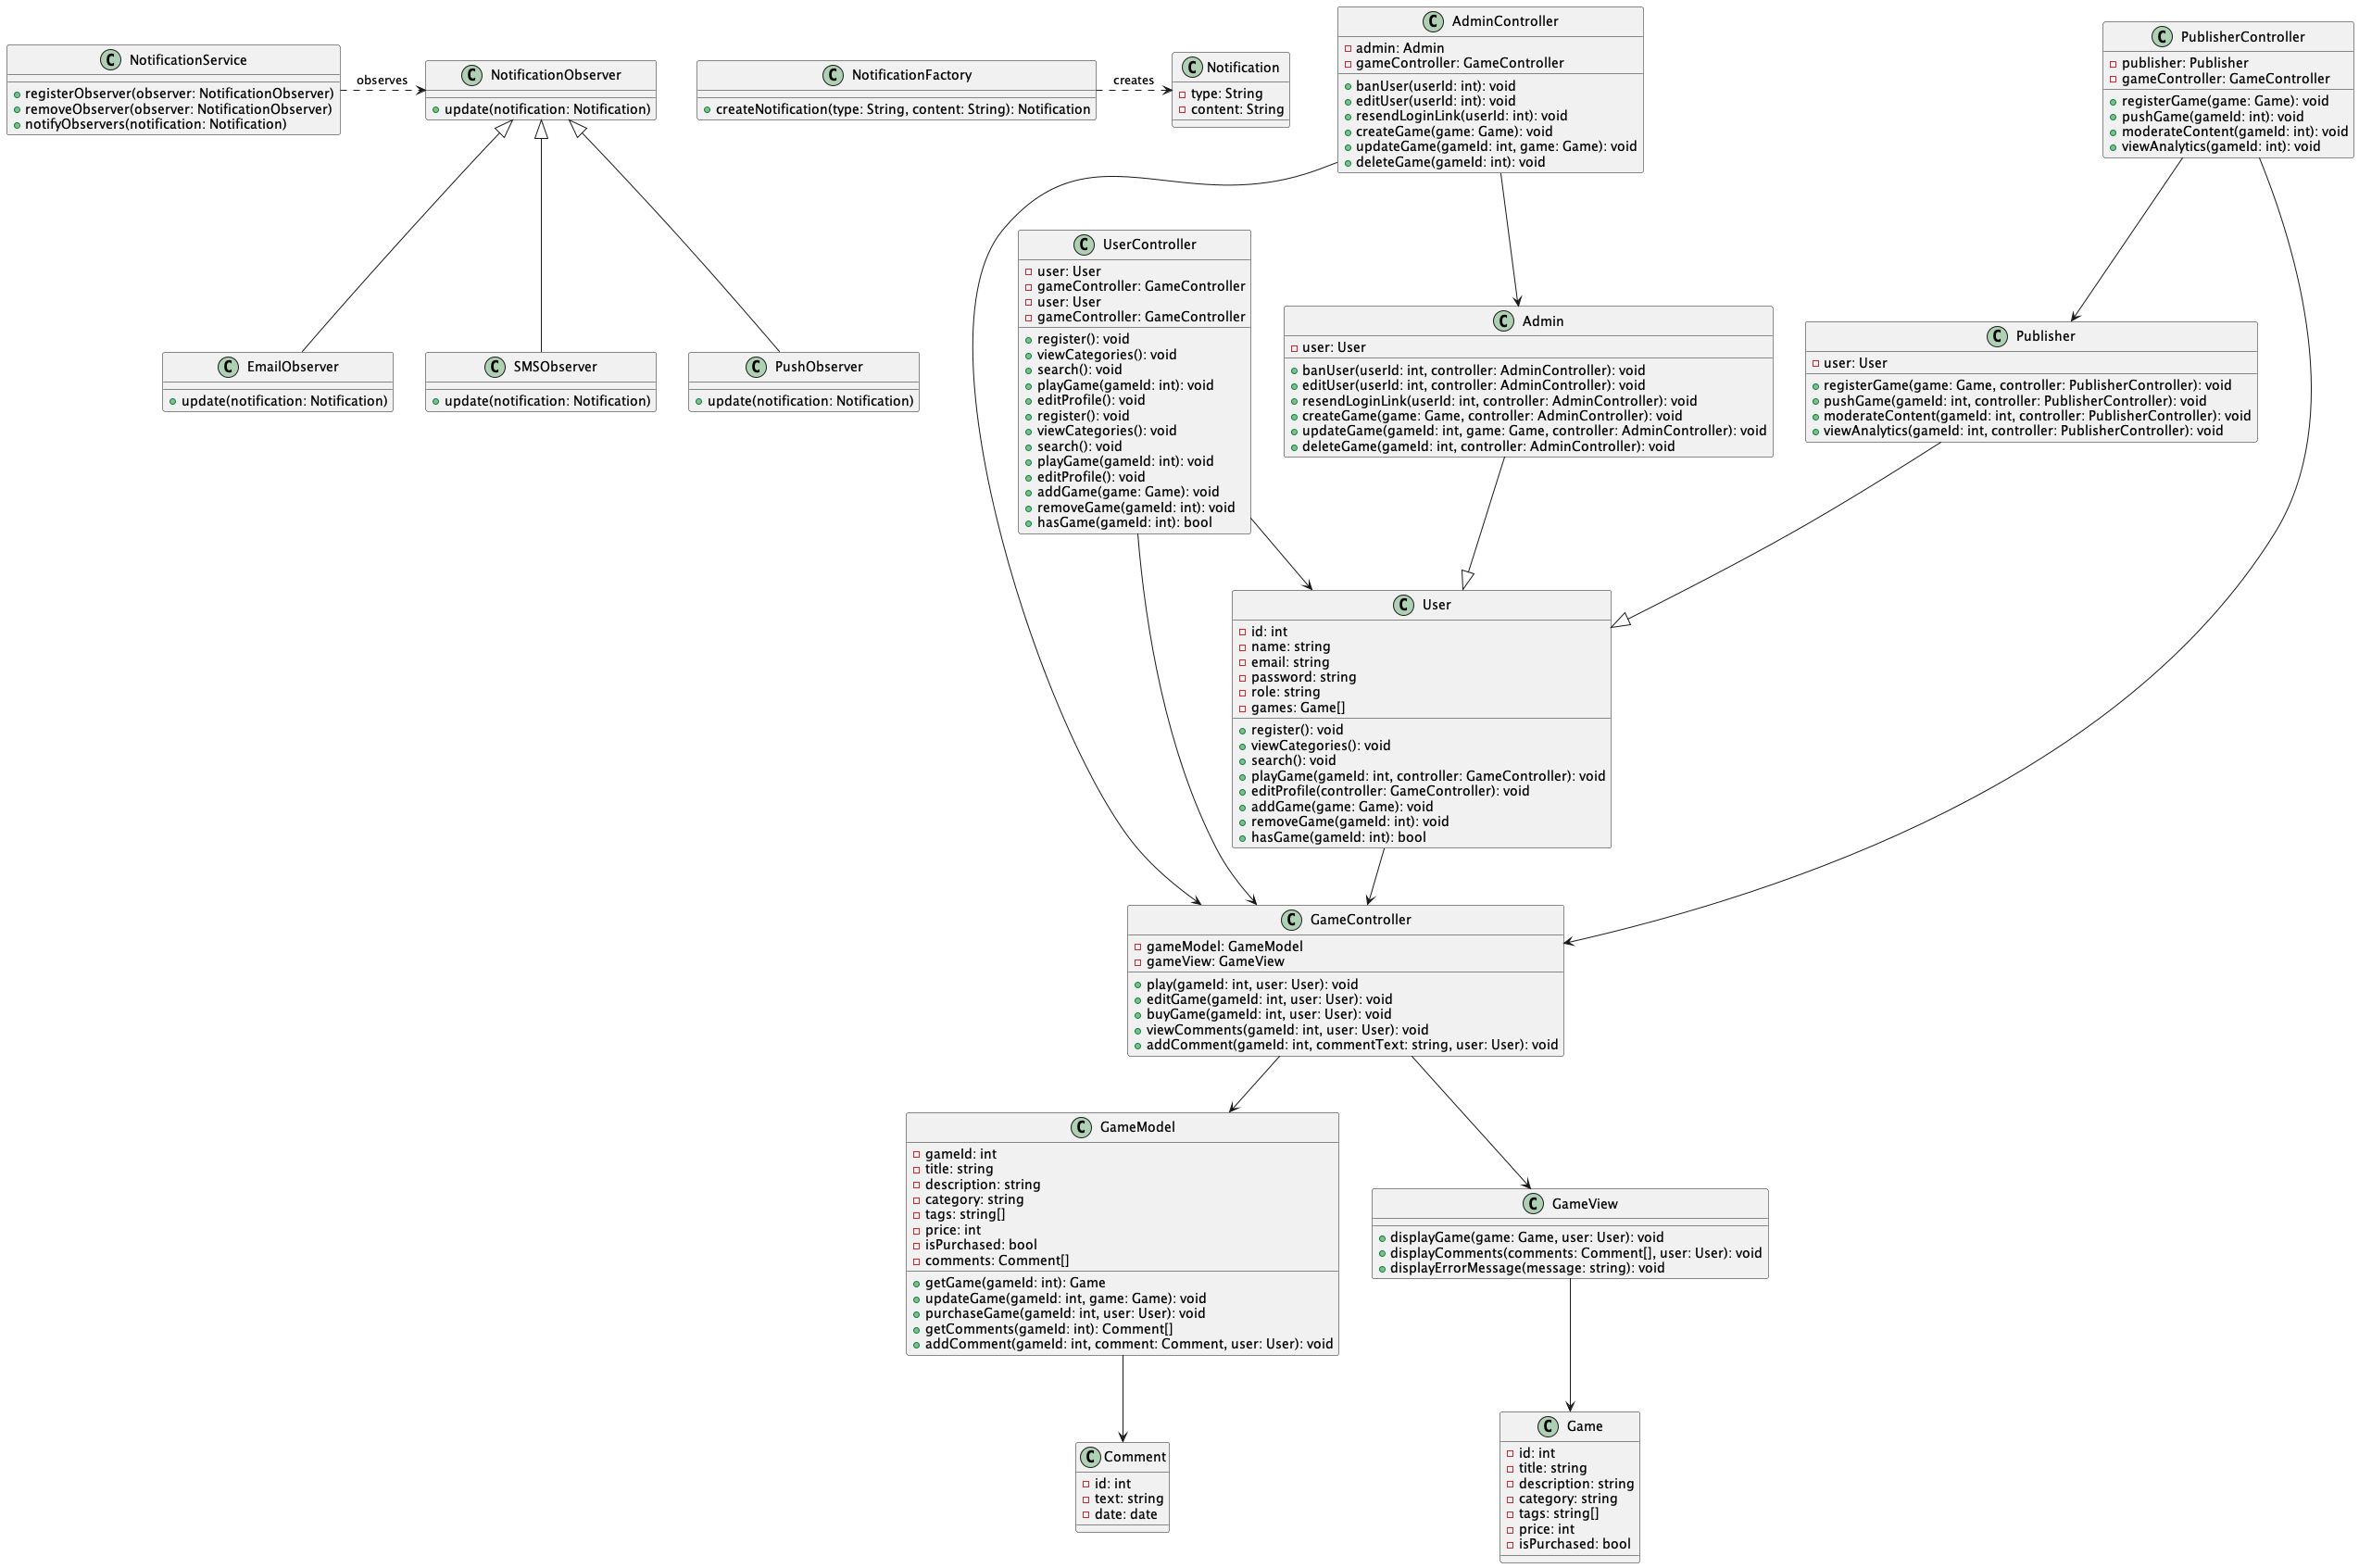 NotificationService
registerObserver(observer: NotificationObserver)
removeObserver(observer: NotificationObserver)
notifyObservers(notification: Notification)
observes
NotificationObserver
update(notification: Notification)
NotificationFactory
createNotification(type: String, content: String): Notification
creates
Notification
type: String
content: String
AdminController
admin: Admin
gameController: GameController
banUser(userId: int): void
editUser(userId: int): void
resendLoginLink(userId: int): void
createGame(game: Game): void
updateGame(gameId: int, game: Game): void
deleteGame(gameId: int): void
PublisherController
publisher: Publisher
gameController: GameController
registerGame(game: Game): void
pushGame(gameId: int): void
moderateContent(gameId: int): void
viewAnalytics(gameId: int): void
EmailObserver
update(notification: Notification)
SMSObserver
update(notification: Notification)
PushObserver
update(notification: Notification)
UserController
user: User
gameController: GameController
user: User
gameController: GameController
register(): void
viewCategories(): void
search(): void
playGame(gameId: int): void
editProfile(): void
register(): void
viewCategories(): void
search(): void
playGame(gameId: int): void
editProfile(): void
addGame(game: Game): void
removeGame(gameId: int): void
hasGame(gameId: int): bool
Admin
user: User
banUser(userId: int, controller: AdminController): void
editUser(userId: int, controller: AdminController): void
resendLoginLink(userId: int, controller: AdminController): void
createGame(game: Game, controller: AdminController): void
updateGame(gameId: int, game: Game, controller: AdminController): void
deleteGame(gameId: int, controller: AdminController): void
Publisher
user: User
registerGame(game: Game, controller: PublisherController): void
pushGame(gameId: int, controller: PublisherController): void
moderateContent(gameId: int, controller: PublisherController): void
viewAnalytics(gameId: int, controller: PublisherController): void
User
id: int
name: string
email: string
password: string
role: string
games: Game[]
register(): void
viewCategories(): void
search(): void
playGame(gameId: int, controller: GameController): void
editProfile(controller: GameController): void
addGame(game: Game): void
removeGame(gameId: int): void
hasGame(gameId: int): bool
GameController
gameModel: GameModel
gameView: GameView
play(gameId: int, user: User): void
editGame(gameId: int, user: User): void
buyGame(gameId: int, user: User): void
viewComments(gameId: int, user: User): void
addComment(gameId: int, commentText: string, user: User): void
GameModel
gameId: int
title: string
description: string
category: string
tags: string[]
price: int
isPurchased: bool
comments: Comment[]
getGame(gameId: int): Game
updateGame(gameId: int, game: Game): void
purchaseGame(gameId: int, user: User): void
getComments(gameId: int): Comment[]
addComment(gameId: int, comment: Comment, user: User): void
GameView
displayGame(game: Game, user: User): void
displayComments(comments: Comment[], user: User): void
displayErrorMessage(message: string): void
Comment
id: int
text: string
date: date
Game
id: int
title: string
description: string
category: string
tags: string[]
price: int
isPurchased: bool